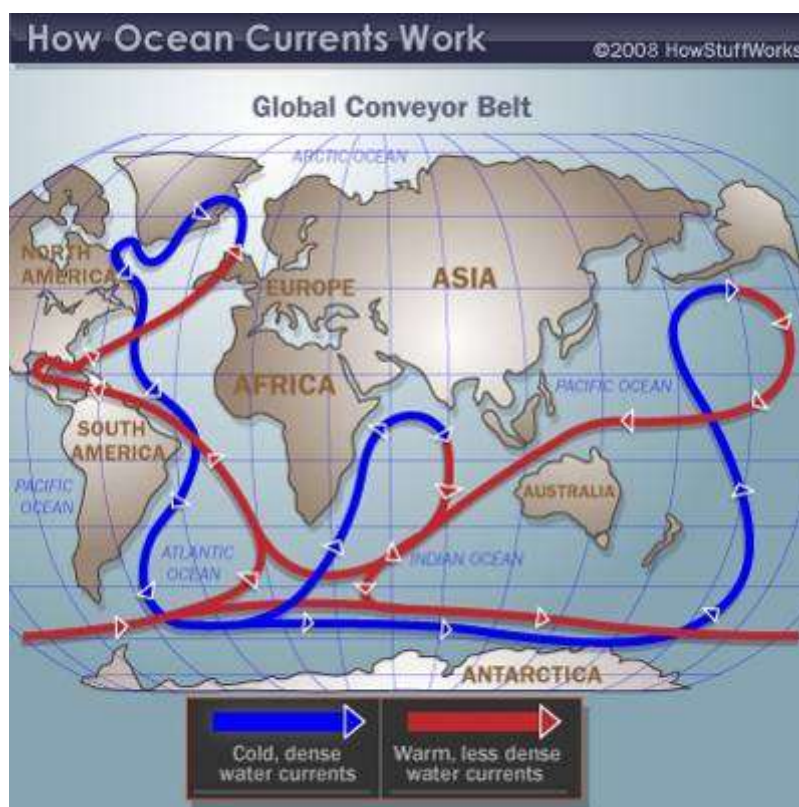 How Ocean Currents Work
©2008 HowStuffWorks
Global Conveyor Belt
ARCTIC OCEAN
NORTH
AMERICA
EUROPE
ASIA
AFRICA
PACIFIC OCEAN
SOUTH
AMERICA
PACIFIC
OCEAN
AUSTRALIA
ATLANTIC
OCEAN
INDIAN OCEAN
ANTARCTICA
Cold, dense
water currents
Warm, less dense
water currents